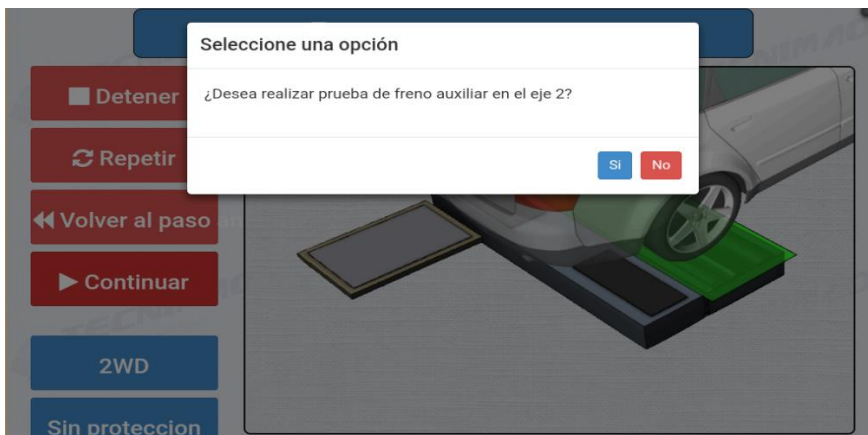 Seleccione una opción
¿Desea realizar prueba de freno auxiliar en el eje 2?
Si
No
Detener
Repetir
Volver al paso an
Continuar
2WD
Sin proteccion